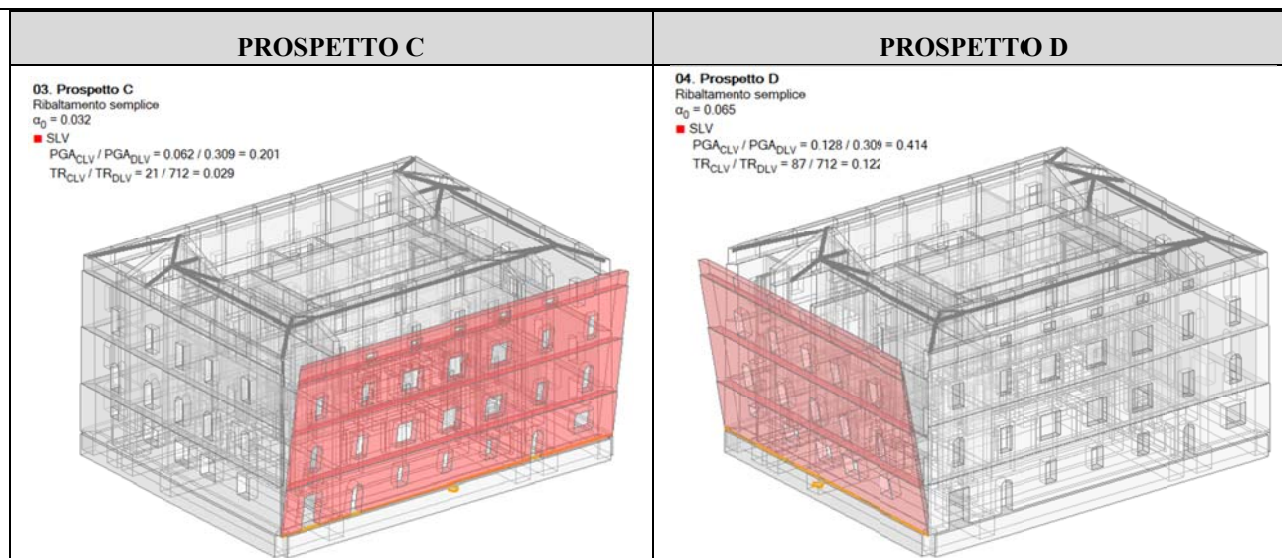 PROSPETTO C
03. Prospetto C
Ribaltamento semplice
α0 = 0.032
■ SLV
PGACLV / PGADLV = 0.062 / 0.309 = 0.201
TRCLV / TRDLV = 21 / 712 = 0.029
PROSPETTO D
04. Prospetto D
Ribaltamento semplice
α0 = 0.065
■ SLV
PGACLV / PGADLV = 0.128 / 0.309 = 0.414
TRCLV / TRDLV = 87 / 712 = 0.122